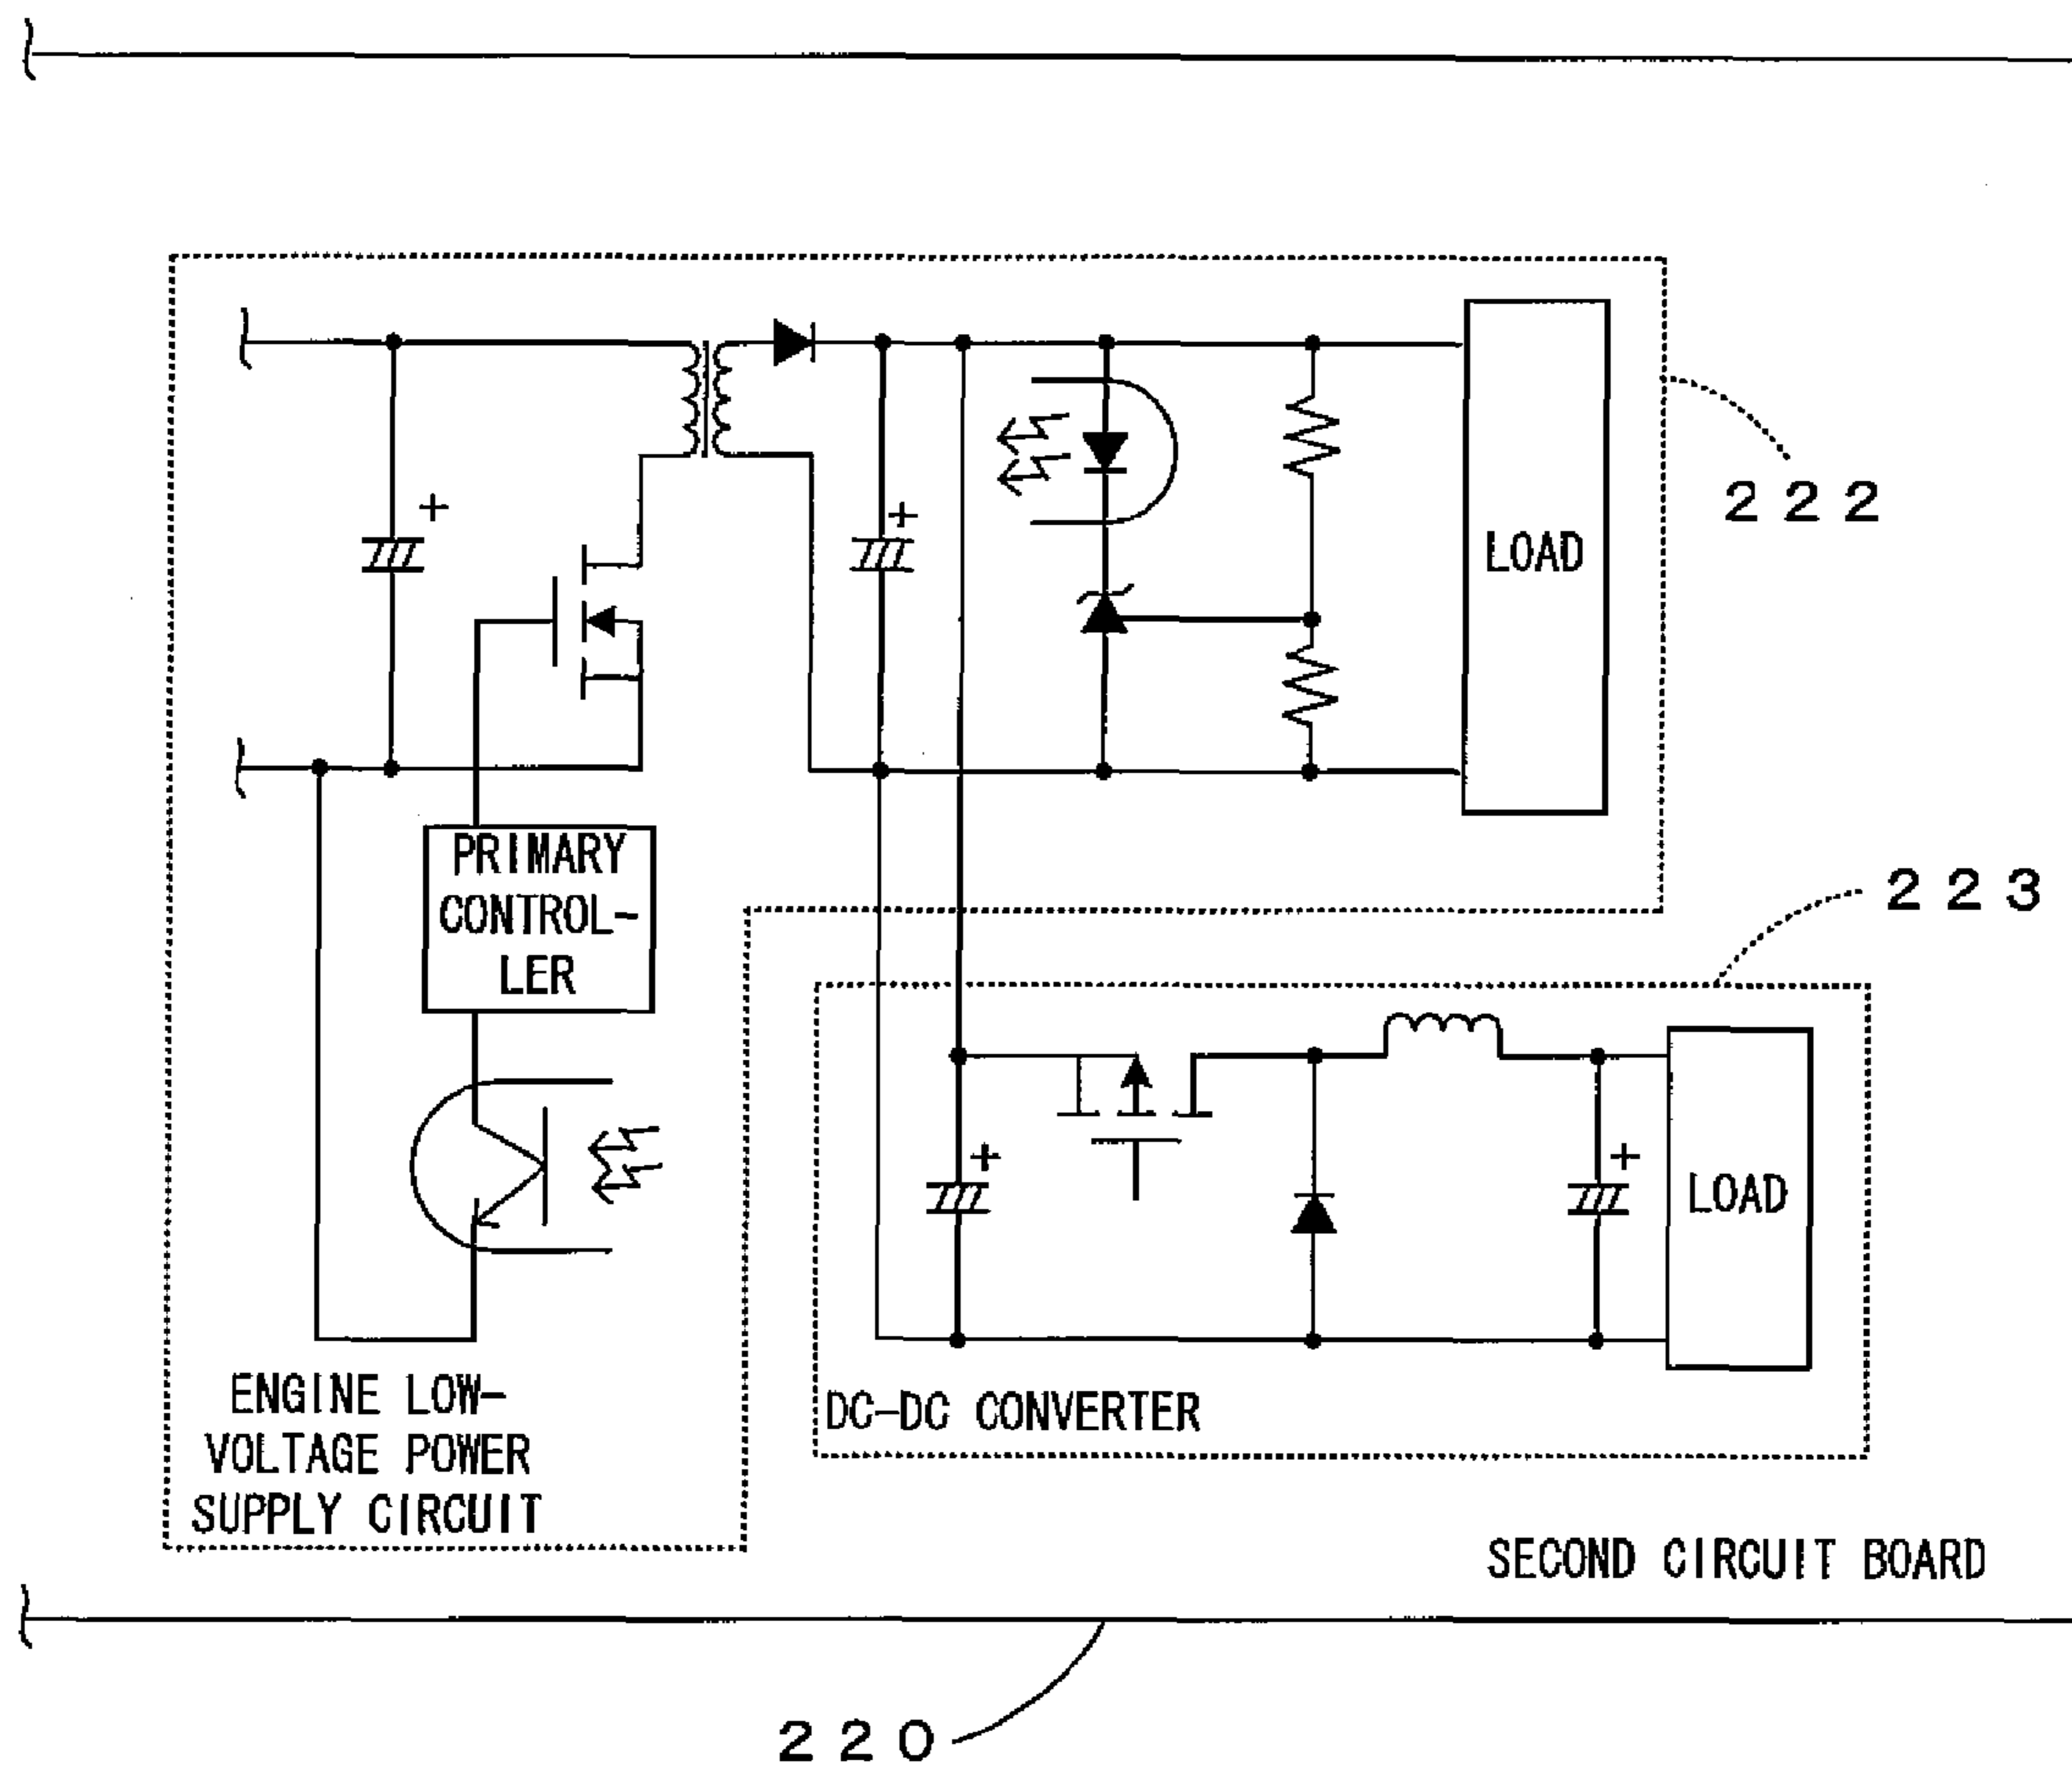 222
LOAD
PRIMARY
CONTROL-
LER
223
LOAD
ENGINE LOW-
VOLTAGE POWER
SUPPLY CIRCUIT
DC-DC CONVERTER
SECOND CIRCUIT BOARD
220